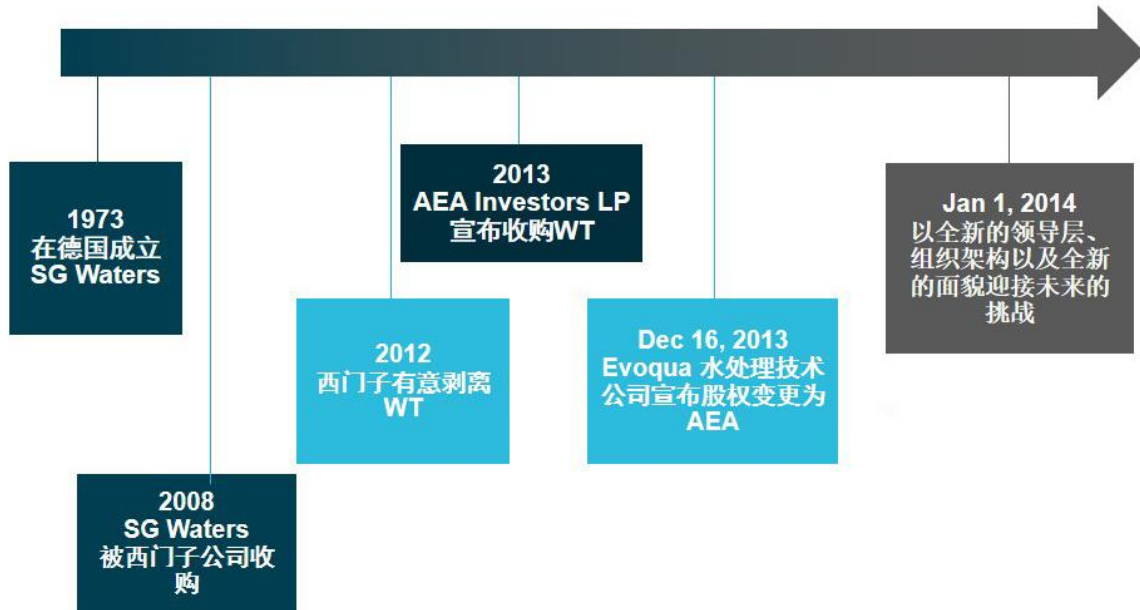 1973
在德国成立
SG Waters
2008
SG Waters
被西门子公司收
购
2012
西门子有意剥离
WT
2013
AEA Investors LP
宣布收购WT
Dec 16, 2013
Evoqua 水处理技术
公司宣布股权变更为
AEA
Jan 1, 2014
以全新的领导层、
组织架构以及全新
的面貌迎接未来的
挑战